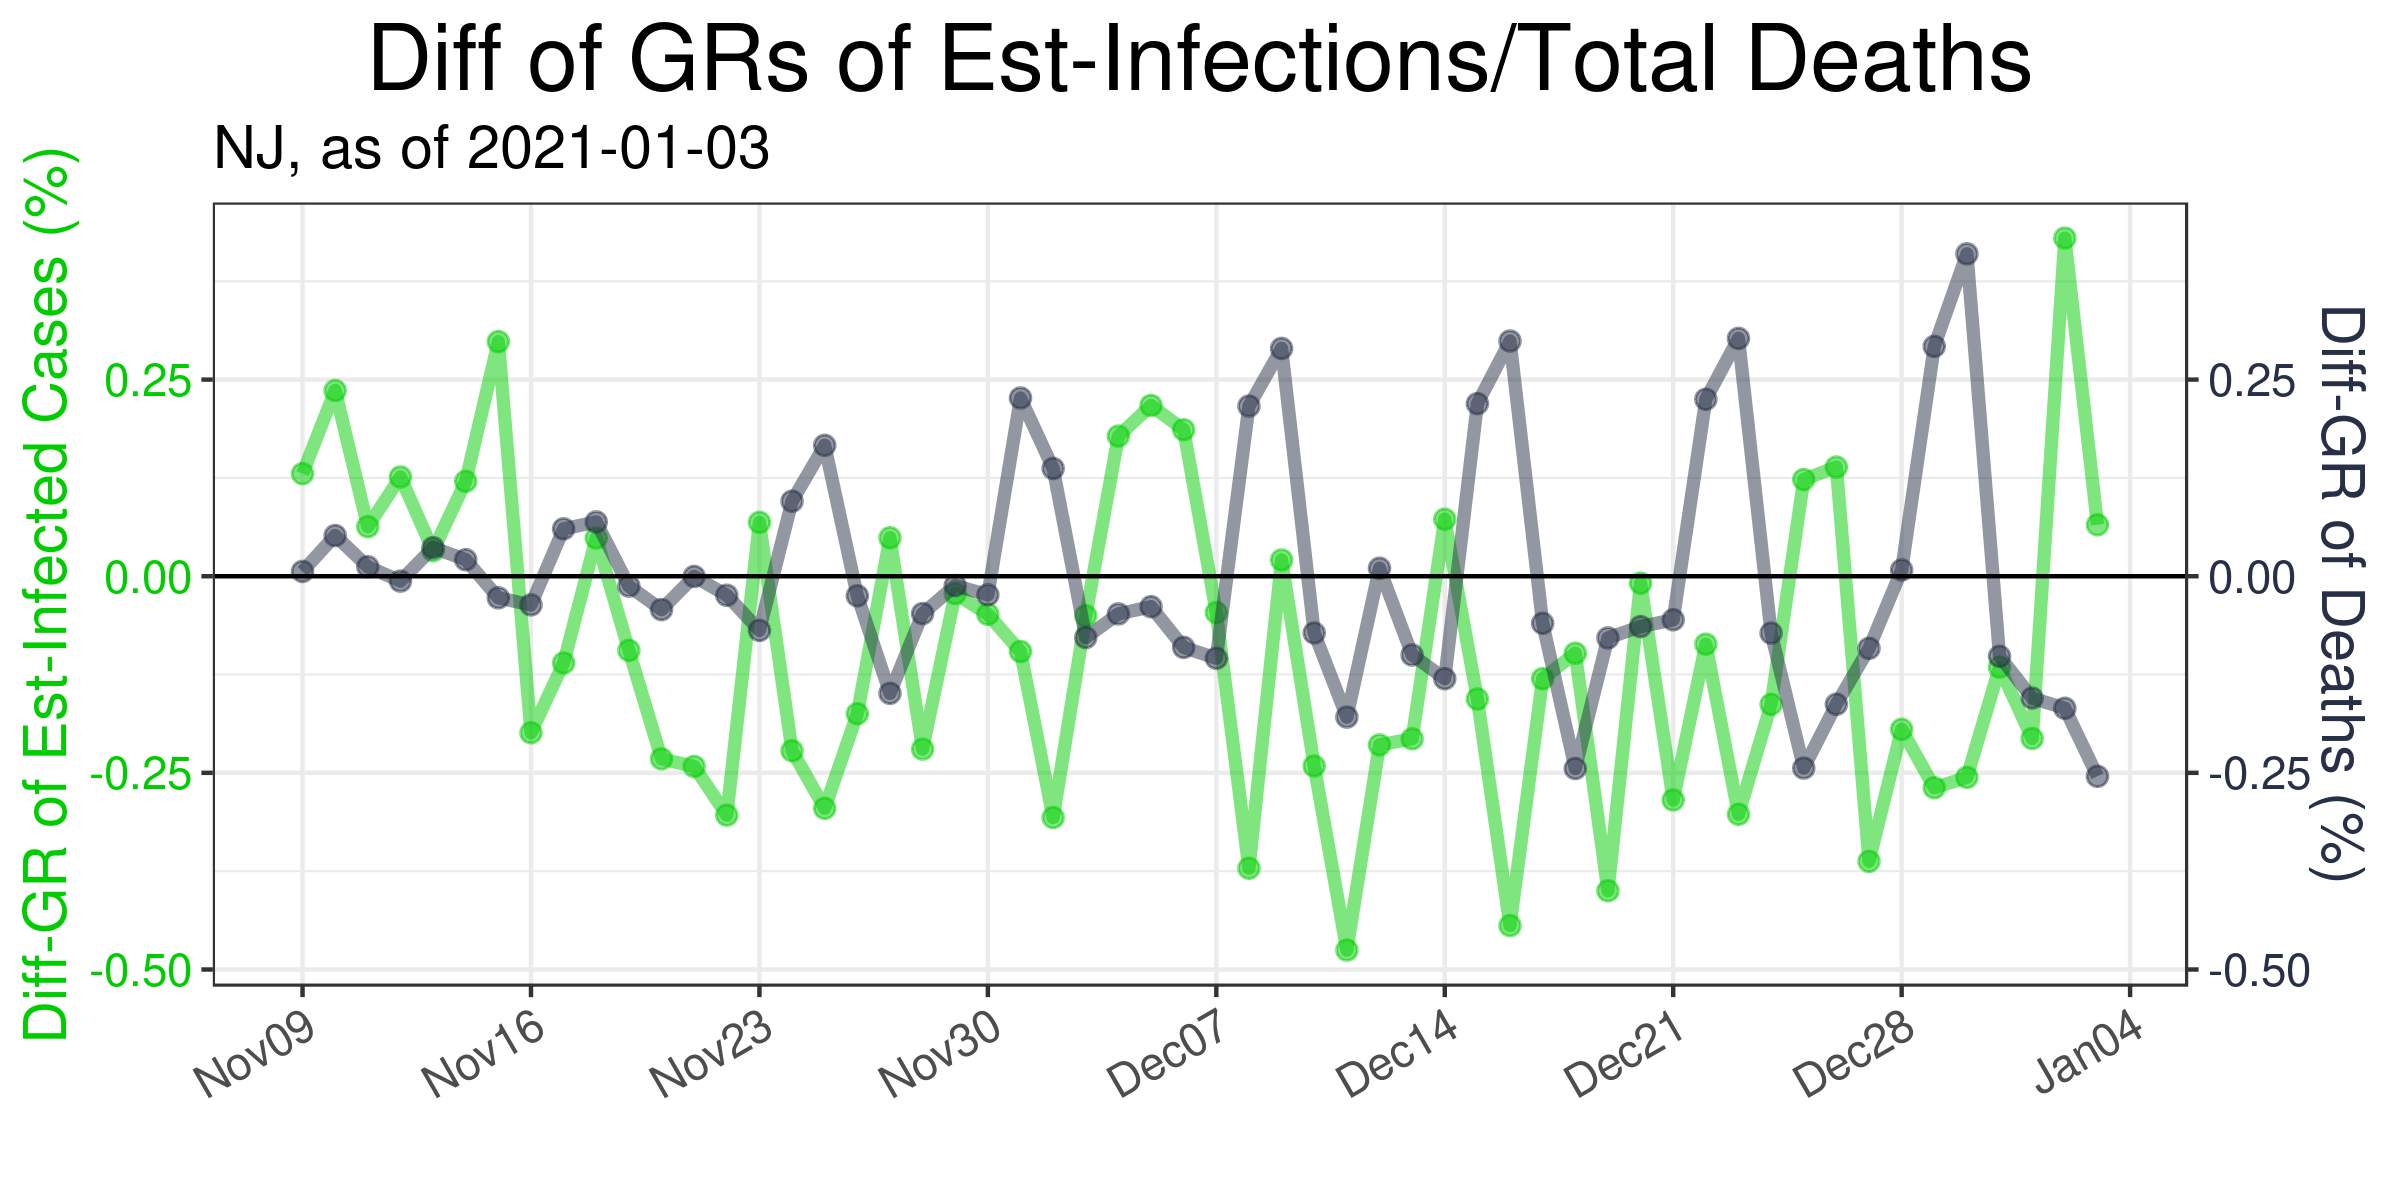 Diff of GRs of Est-Infections/Total Deaths
NJ, as of 2021-01-03
Diff-GR of Est-Infected Cases (%)
0.25
0.00
-0.25
-0.50
0.25
0.00
-0.25
-0.50
Diff-GR of Deaths (%)
Nov09
Nov16
Nov23
Nov30
Dec07
Dec14
Dec21
Dec28
Jan04